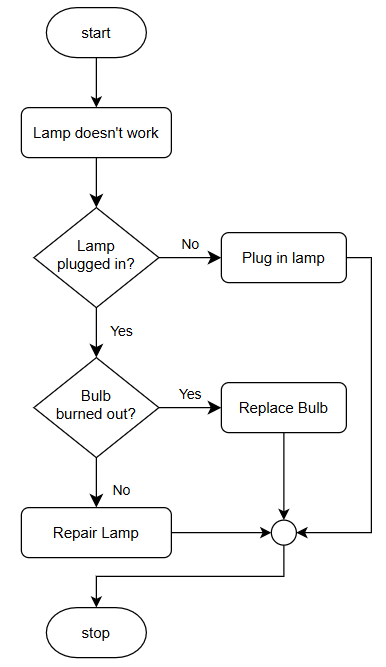 start
Lamp doesn't work
Lamp
plugged in?
No
Plug in lamp
Yes
Bulb
burned out?
Yes
Replace Bulb
No
Repair Lamp
stop